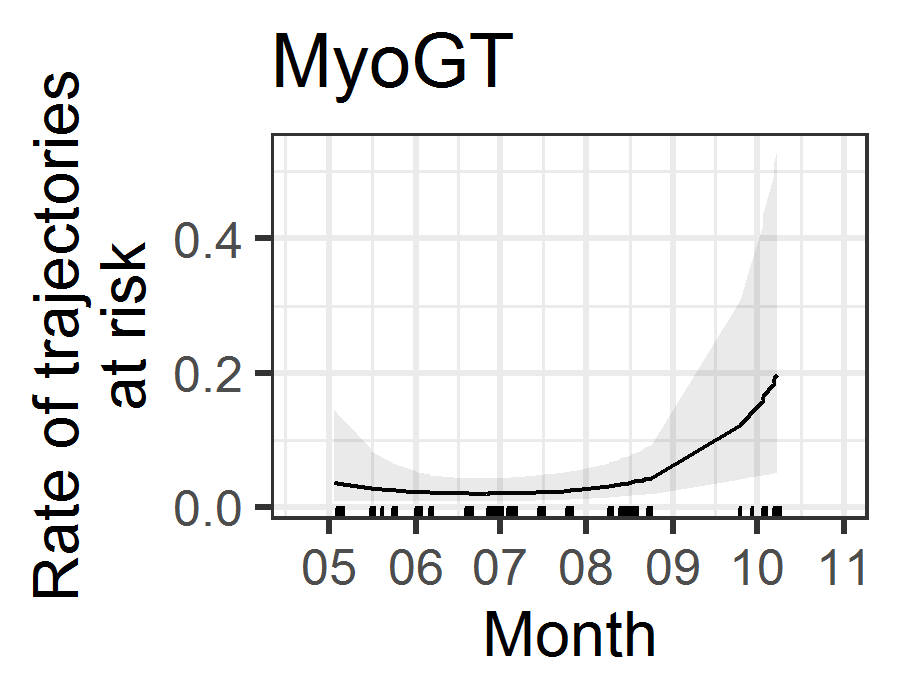 MyoGT
Rate of trajectories
at risk
0.4
0.2
0.0
05 06 07 08 09 10 11
Month